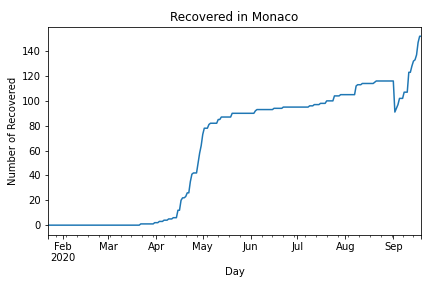 Recovered in Monaco
Number of Recovered
140
120
100
80
60
40
20
0
Feb
2020
Mar
Apr
May
Jun
Jul
Aug
Sep
Day